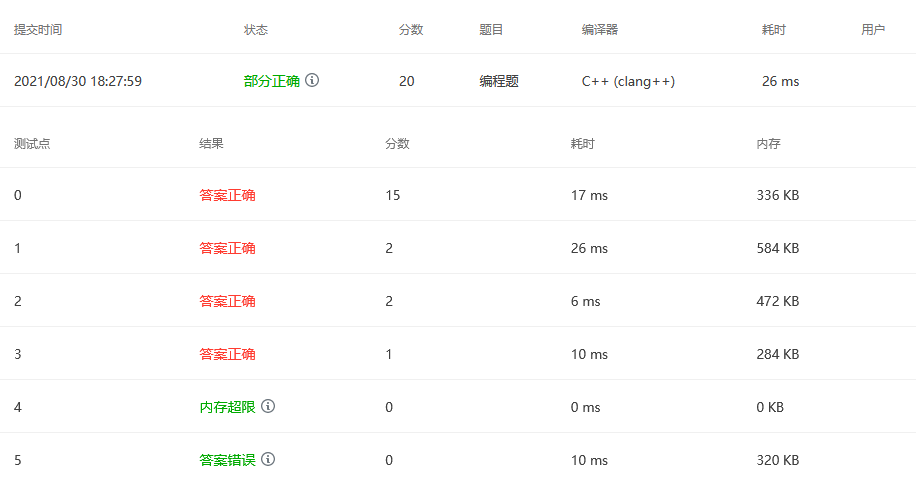 提交时间 状态 分数 题目 编译器 耗时 用户
2021/08/30 18:27:59 部分正确 20 编程题 C++ (clang++) 26 ms
测试点 结果 分数 耗时 内存
0 答案正确 15 17 ms 336 KB
1 答案正确 2 26 ms 584 KB
2 答案正确 2 6 ms 472 KB
3 答案正确 1 10 ms 284 KB
4 内存超限 0 0 ms 0 KB
5 答案错误 0 10 ms 320 KB